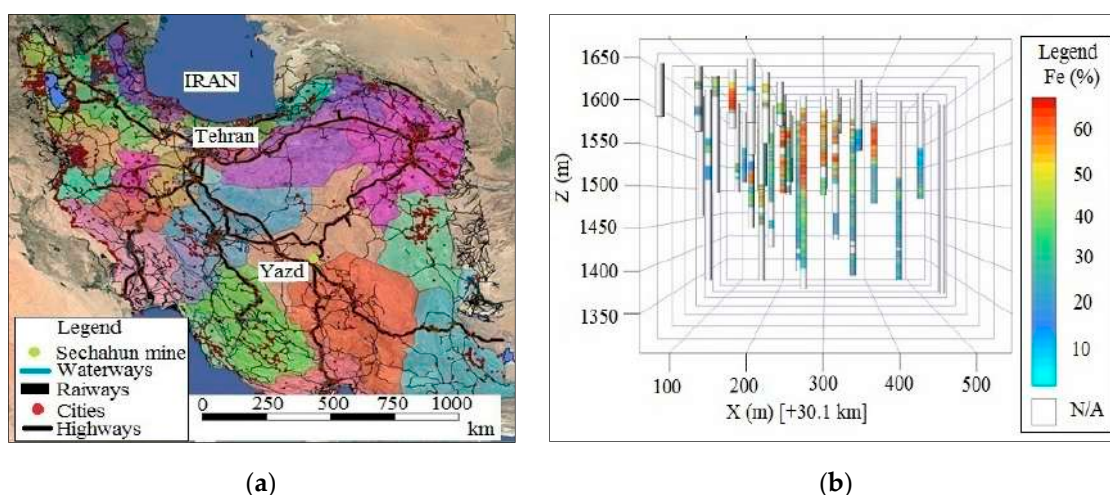 IRAN
Tehran
Yazd
Legend
Sechahun mine
Waterways
Raiways
Cities
Highways
0 250 500 750 1000
km
(a)
1650
1600
1550
1500
1450
1400
1350
Z (m)
100 200 300 400 500
X (m) [+30.1 km]
Legend
Fe (%)
60
50
40
30
20
10
N/A
(b)